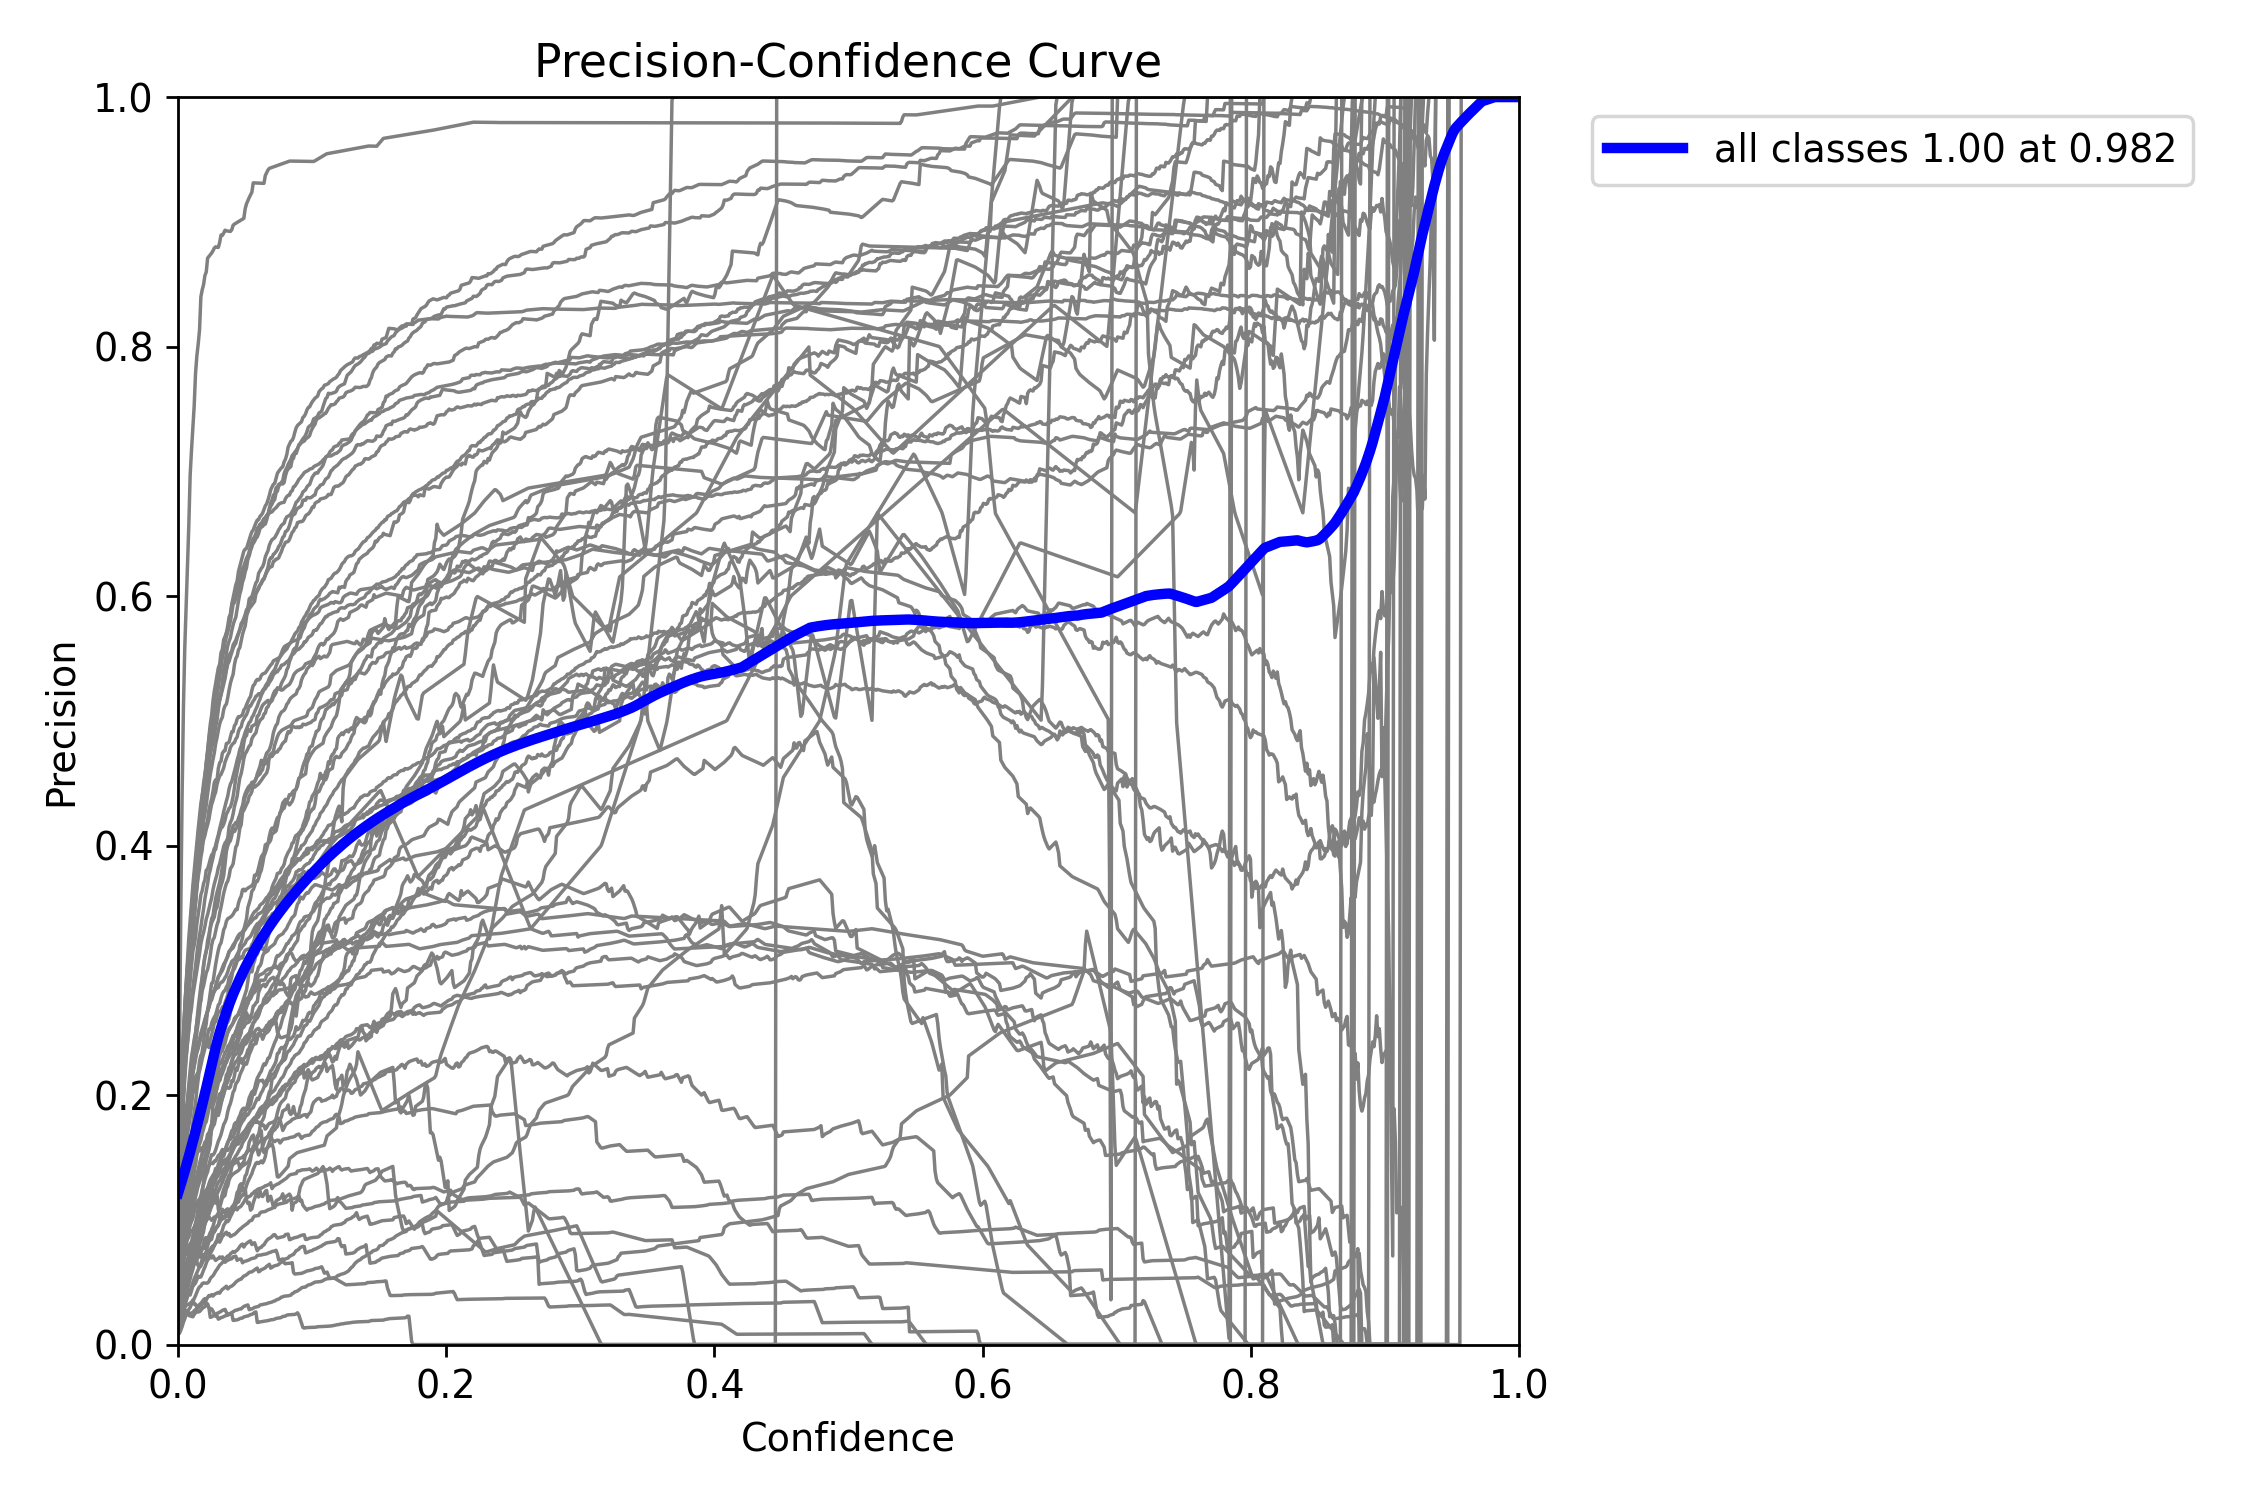 Precision-Confidence Curve
all classes 1.00 at 0.982
1.0
0.8
0.6
0.4
0.2
0.0
Precision
0.0 0.2 0.4 0.6 0.8 1.0
Confidence